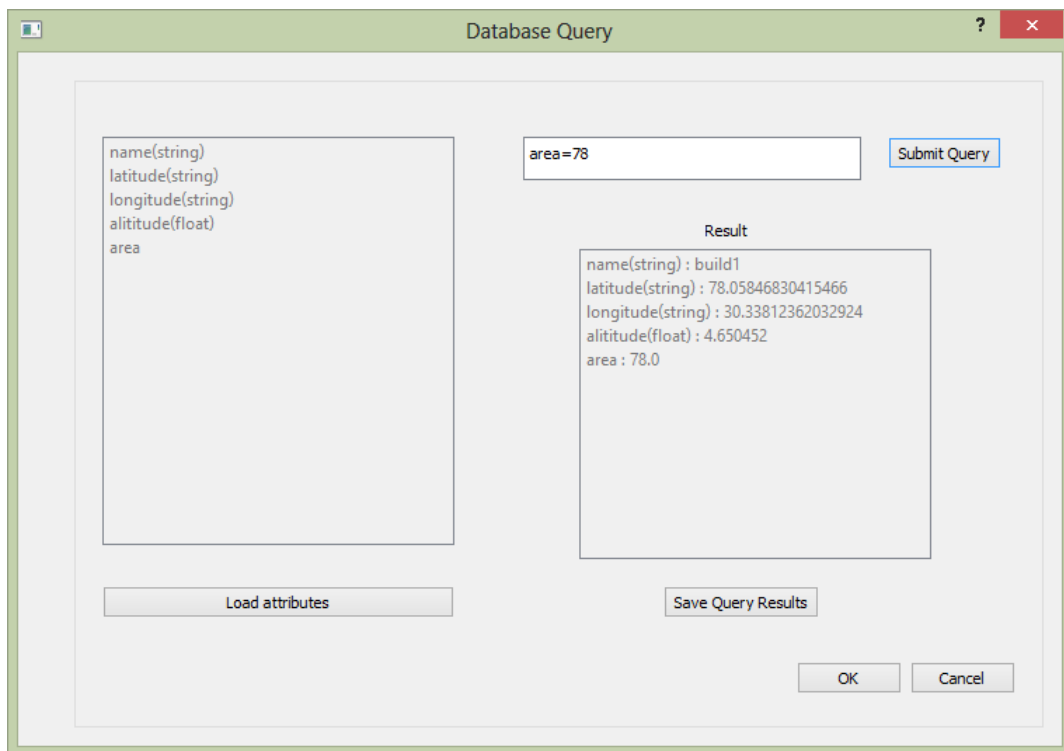 Database Query
?
name(string)
latitude(string)
longitude(string)
alititude(float)
area
area=78
Submit Query
Result
name(string) : build1
latitude(string) : 78.05846830415466
longitude(string) : 30.33812362032924
alititude(float) : 4.650452
area : 78.0
Load attributes
Save Query Results
OK
Cancel